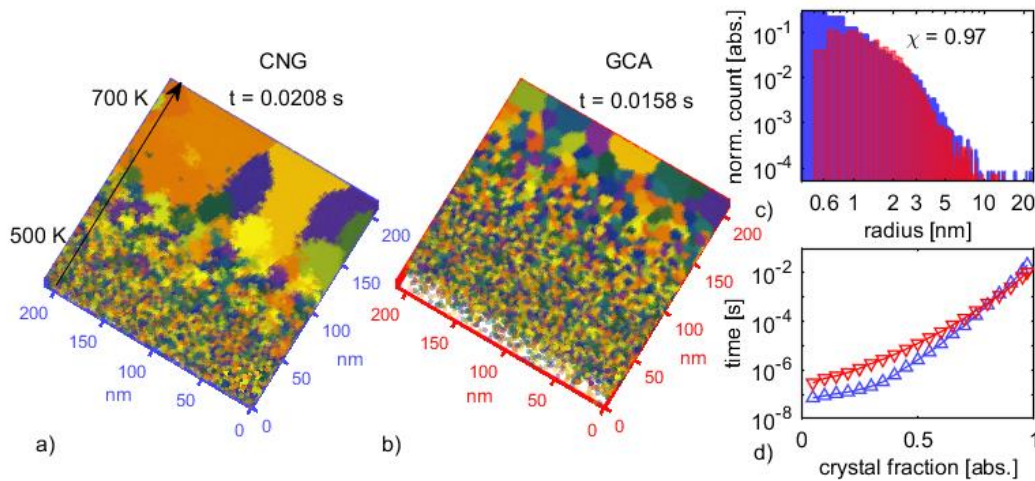 CNG
t = 0.0208 s
700 K
500 K
200
150
100
nm
50
0
0
50
nm
100
150
200
a)
GCA
t = 0.0158 s
200
150
100
nm
50
0
0
50
nm
100
150
200
b)
norm. count [abs.]
10-1
10-2
10-3
10-4
χ = 0.97
0.6 1 2 3 5 10 20
radius [nm]
c)
time [s]
10-2
10-4
10-6
10-8
0 0.5 1
crystal fraction [abs.]
d)